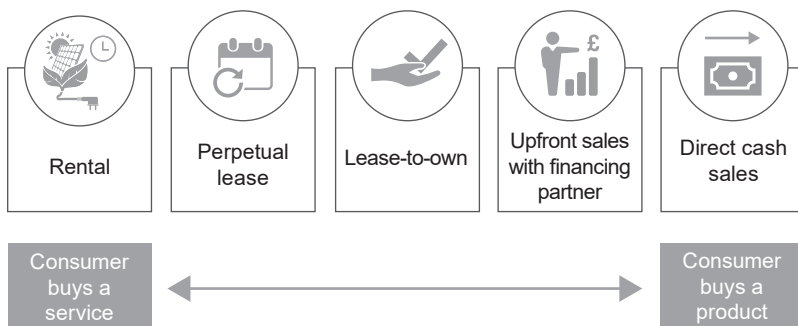 £
Rental
Perpetual
lease
Lease-to-own
Upfront sales
with financing
partner
Direct cash
sales
Consumer
buys a
service
Consumer
buys a
product